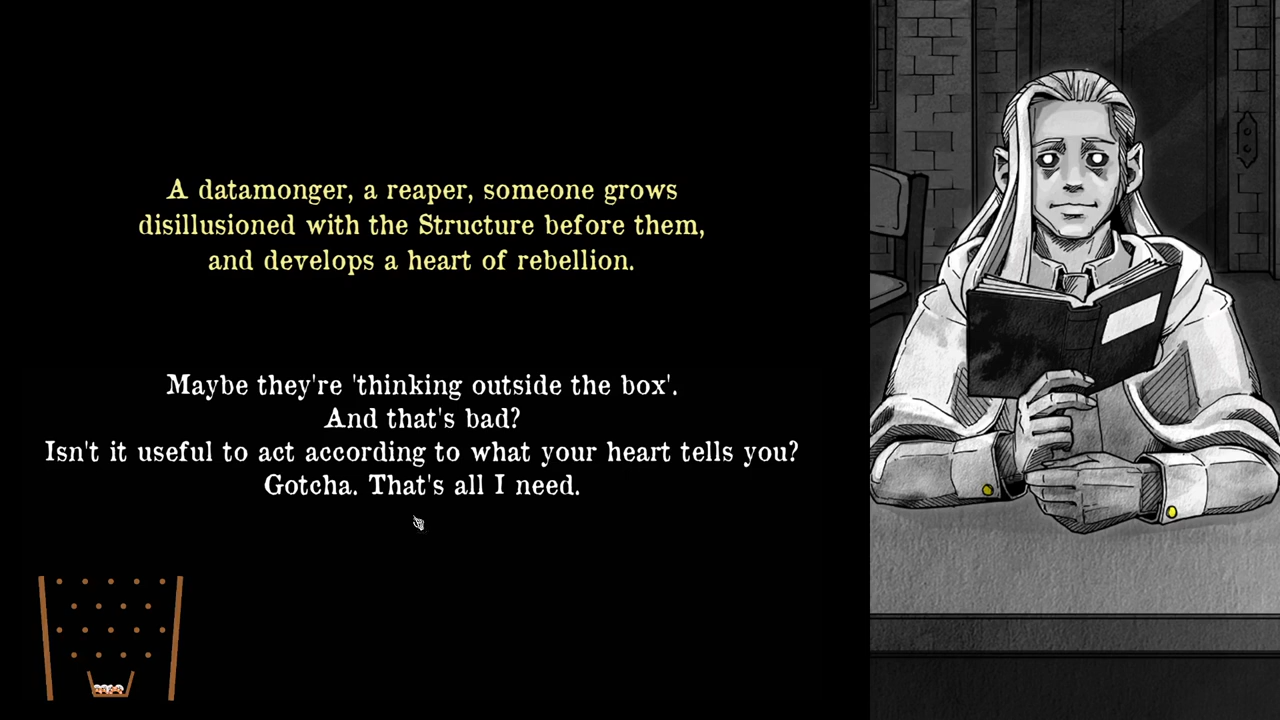 A datamonger, a reaper, someone grows
disillusioned with the Structure before them,
and develops a heart of rebellion.
Maybe they're 'thinking outside the box'.
And that's bad?
Isn't it useful to act according to what your heart tells you?
Gotcha. That's all I need.